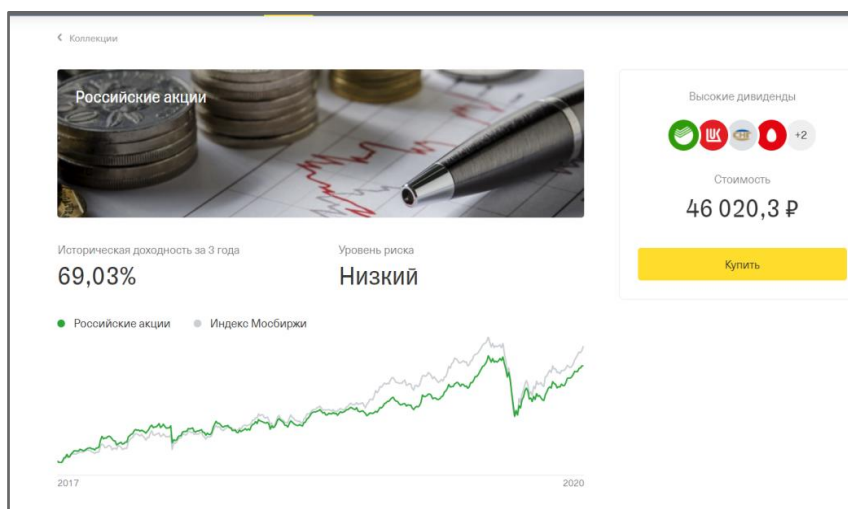 Коллекции
Российские акции
Высокие дивиденды
+2
Стоимость
46 020,3 ₽
Купить
Историческая доходность за 3 года
69,03%
Уровень риска
Низкий
Российские акции
Индекс Мосбиржи
2017
2020